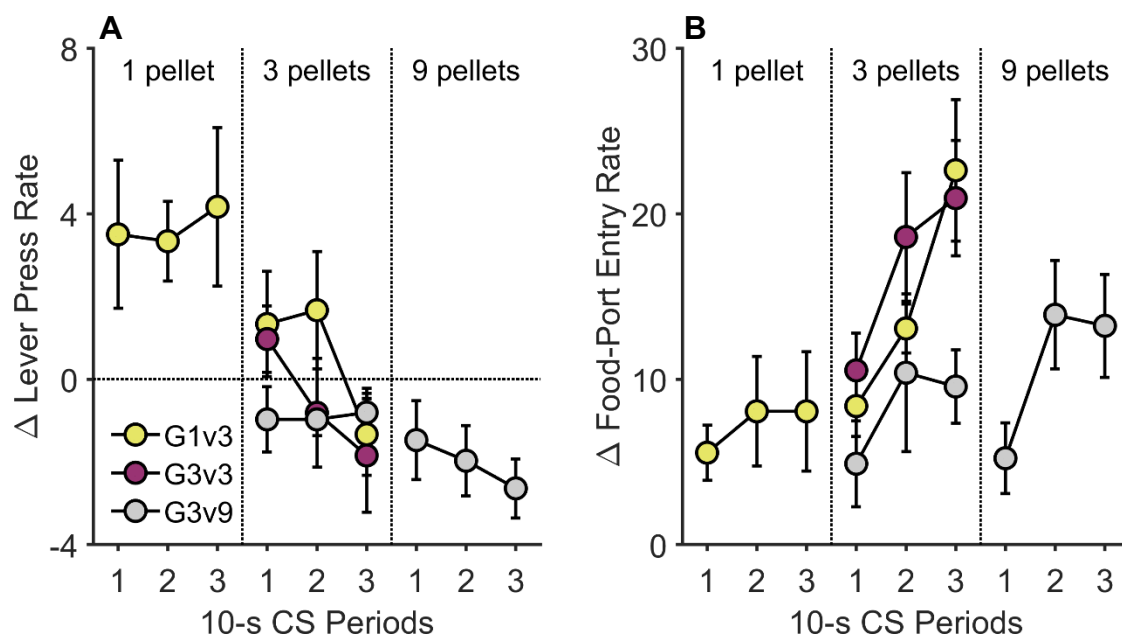 A
8
4
0
-4
Δ Lever Press Rate
1 pellet
3 pellets
9 pellets
G1v3
G3v3
G3v9
1 2 3 1 2 3 1 2 3
10-s CS Periods
B
30
20
10
0
Δ Food-Port Entry Rate
1 pellet
3 pellets
9 pellets
1 2 3 1 2 3 1 2 3
10-s CS Periods